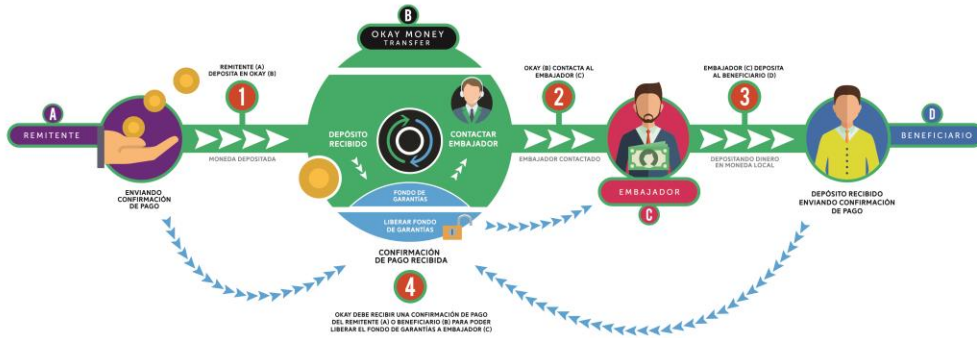 B
OKAY MONEY
TRANSFER
REMITENTE (A)
DEPOSITA EN OKAY (B)
1
OKAY (B) CONTACTA AL
EMBAJADOR (C)
2
EMBAJADOR (C) DEPOSITA
AL BENEFICIARIO (D)
3
A
REMITENTE
D
BENEFICIARIO
DEPÓSITO
RECIBIDO
CONTACTAR
EMBAJADOR
MONEDA DEPOSITADA
EMBAJADOR CONTACTADO
DEPOSITANDO DINERO
EN MONEDA LOCAL
ENVIANDO
CONFIRMACIÓN
DE PAGO
FONDO DE
GARANTÍAS
EMBAJADOR
C
DEPÓSITO RECIBIDO
ENVIANDO CONFIRMACIÓN
DE PAGO
LIBERAR FONDO
DE GARANTÍAS
CONFIRMACIÓN
DE PAGO RECIBIDA
4
OKAY DEBE RECIBIR UNA CONFIRMACIÓN DE PAGO
DEL REMITENTE (A) O BENEFICIARIO (B) PARA PODER
LIBERAR EL FONDO DE GARANTÍAS A EMBAJADOR (C)